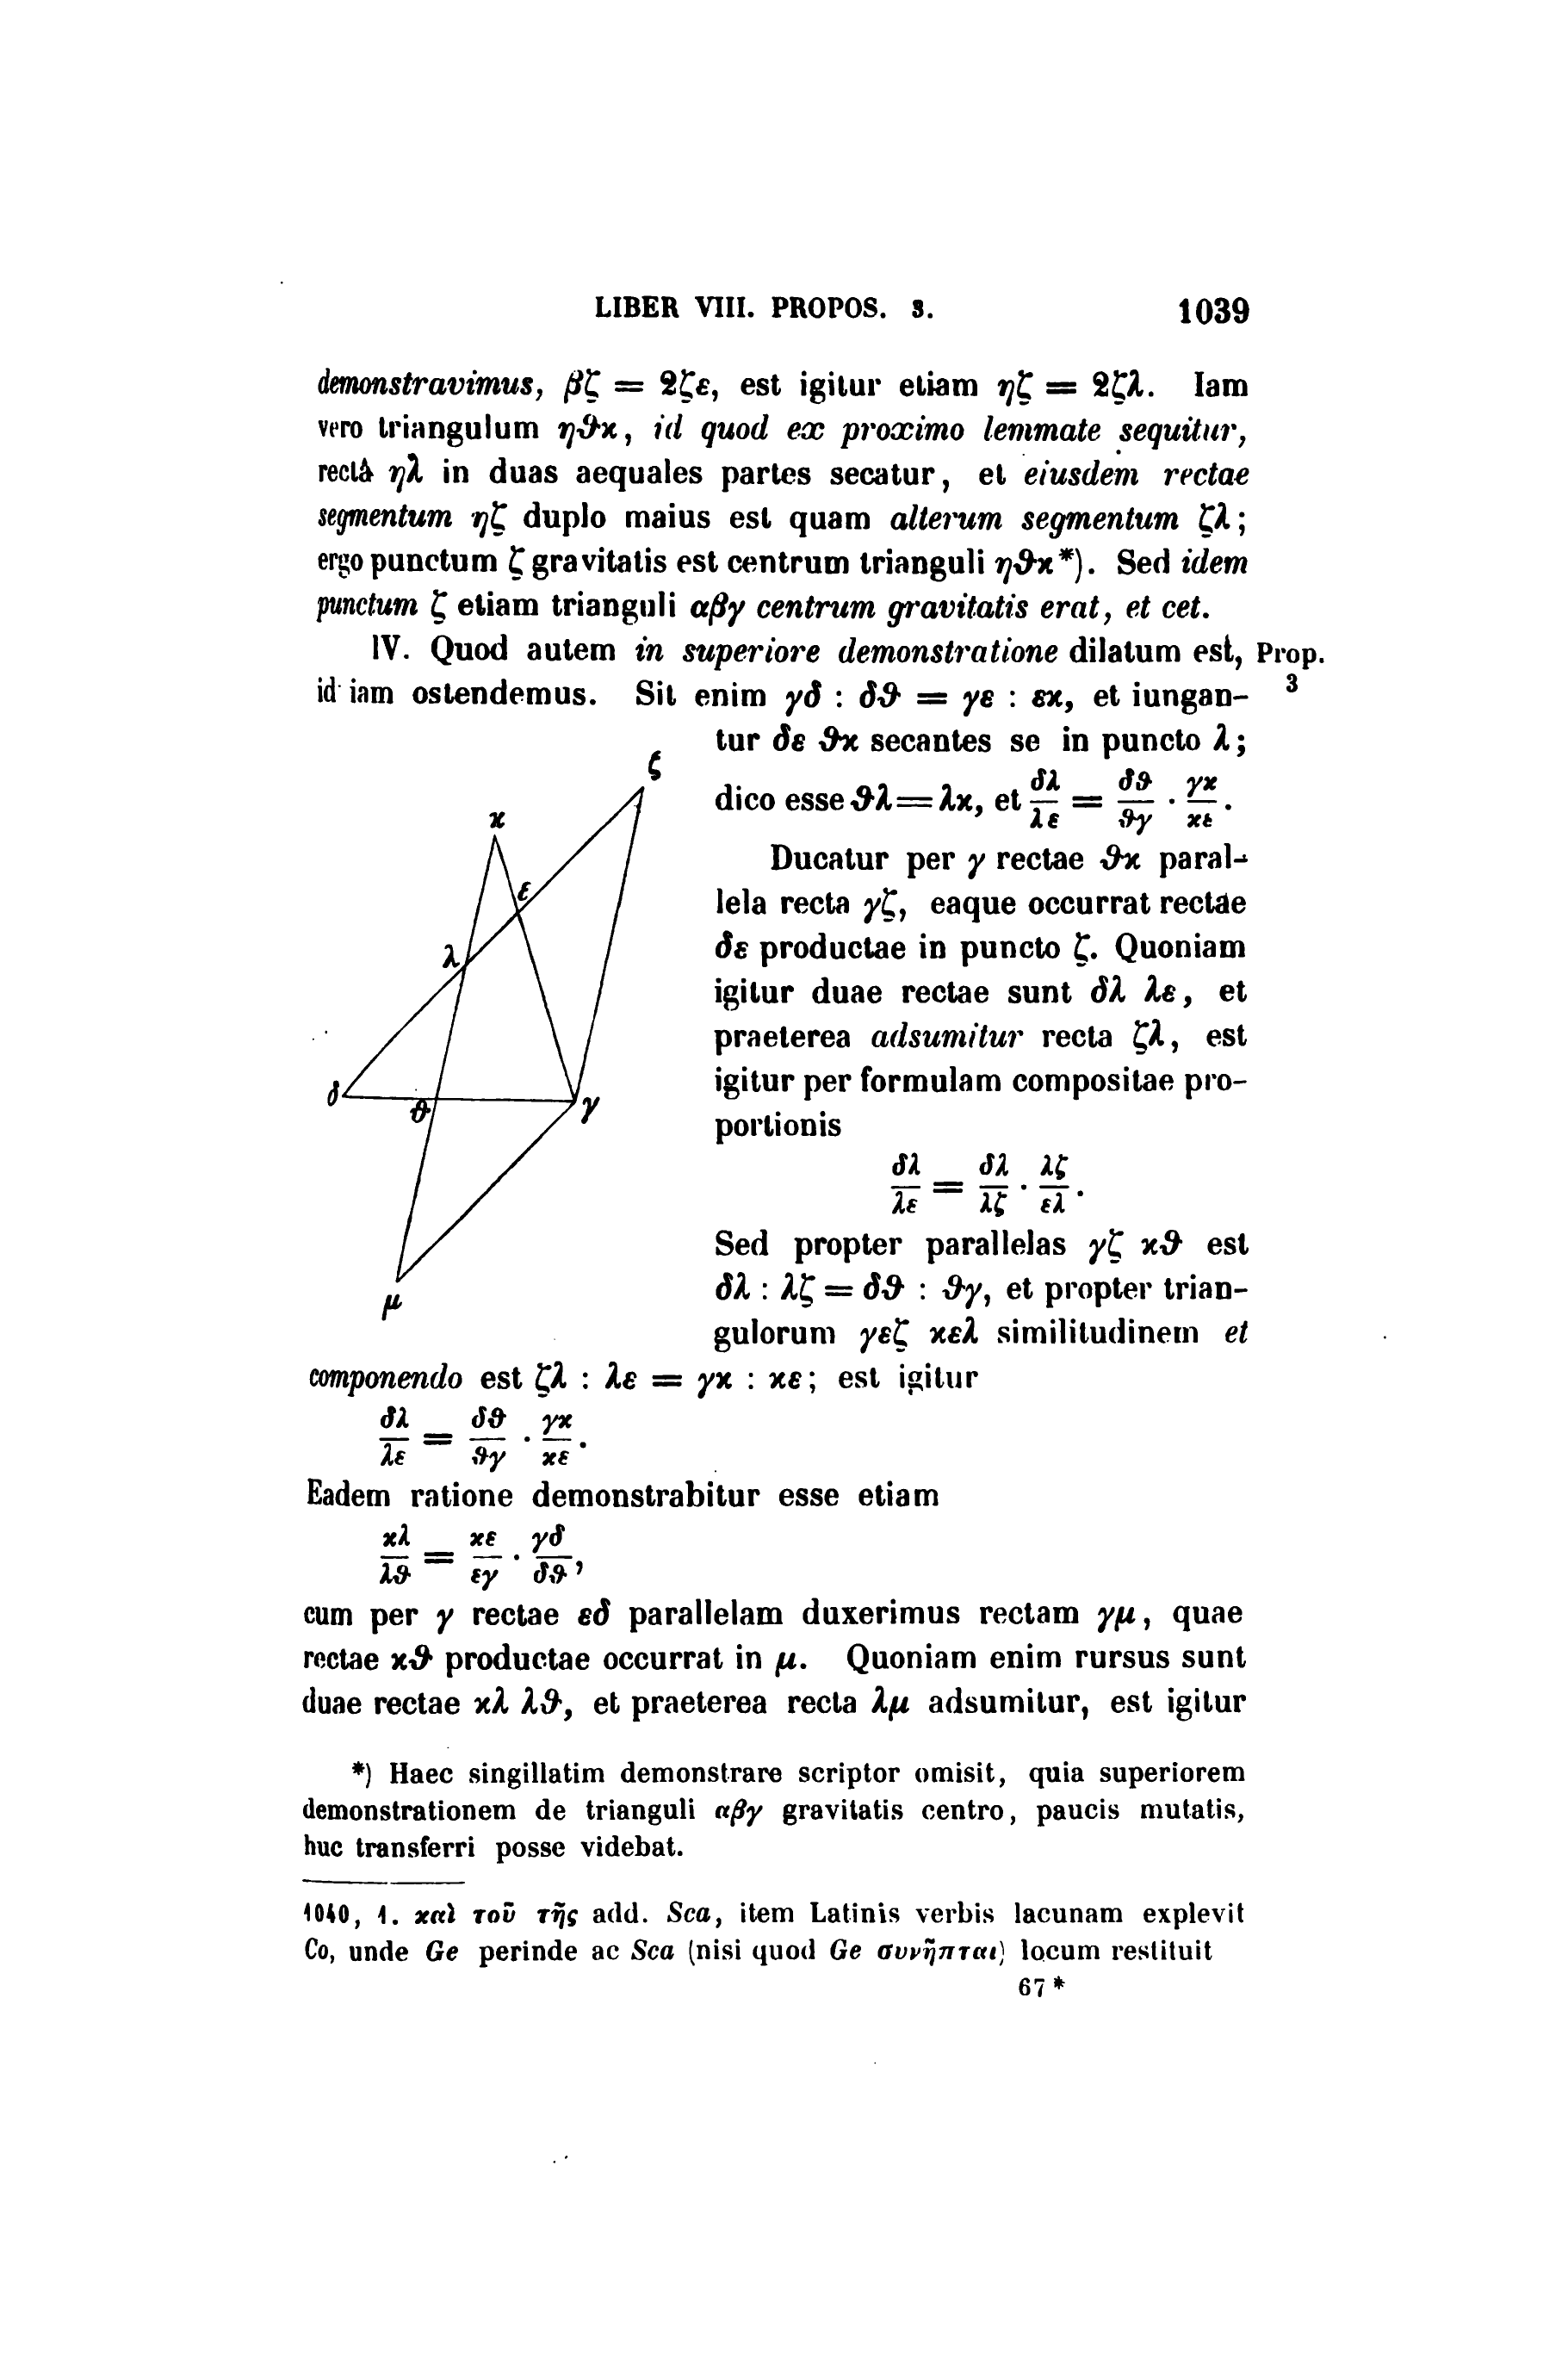 LIBER VIII. PROPOS. 3. 1039
demonstravimus, βζ = 2ζε, est igitur etiam ηζ = 2ζλ. Iam
vero triangulum ηϑκ, id quod ex proximo lemmate sequitur,
rectâ ηλ in duas aequales partes secatur, et eiusdem rectae
segmentum ηζ duplo maius est quam alterum segmentum ζλ;
ergo punctum ζ gravitatis est centrum trianguli ηϑκ*). Sed idem
punctum ζ etiam trianguli αβγ centrum gravitatis erat, et cet.
IV. Quod autem in superiore demonstratione dilatum est, Prop.
id iam ostendemus. Sit enim γδ : δϑ = γε : εκ, et iungan- 3
tur δε ϑκ secantes se in puncto λ;
dico esse ϑλ = λκ, et δλ/λε = δϑ/ϑγ · γκ/κε.
Ducatur per γ rectae ϑκ paral-
lela recta γζ, eaque occurrat rectae
δε productae in puncto ζ. Quoniam
igitur duae rectae sunt δλ λε, et
praeterea adsumitur recta ζλ, est
igitur per formulam compositae pro-
portionis
δλ/λε = δλ/λζ · λζ/ελ.
Sed propter parallelas γζ κϑ est
δλ : λζ = δϑ : ϑγ, et propter trian-
gulorum γεζ κελ similitudinem et
ζ
κ
ε
λ
δ
ϑ
γ
μ
componendo est ζλ : λε = γκ : κε; est igitur
δλ/λε = δϑ/ϑγ · γκ/κε.
Eadem ratione demonstrabitur esse etiam
κλ/λϑ = κε/εγ · γδ/δϑ,
cum per γ rectae εδ parallelam duxerimus rectam γμ, quae
rectae κϑ productae occurrat in μ. Quoniam enim rursus sunt
duae rectae κλ λϑ, et praeterea recta λμ adsumitur, est igitur
*) Haec singillatim demonstrare scriptor omisit, quia superiorem
demonstrationem de trianguli αβγ gravitatis centro, paucis mutatis,
huc transferri posse videbat.
1040, 1. καὶ τοῦ τῆς add. Sca, item Latinis verbis lacunam explevit
Co, unde Ge perinde ac Sca (nisi quod Ge συνῆπται) locum restituit
67*